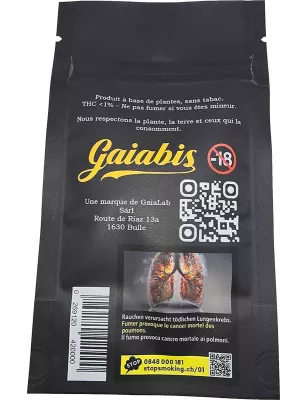 Produit à base de plantes, sans tabac.
THC <1% - Ne pas fumer si vous êtes mineur.
Nous respectons la plante, la terre et ceux qui la
consomment.
Gaiabis
-18
Une marque de GaiaLab
Sàrl
Route de Riaz 13a
1630 Bulle
Rauchen verursacht tödlichen Lungenkrebs.
Fumer provoque le cancer mortel des
poumons.
Il fumo provoca cancro mortale ai polmoni.
STOP
0848 000 181
stopsmoking.ch/01
0 269120 420000